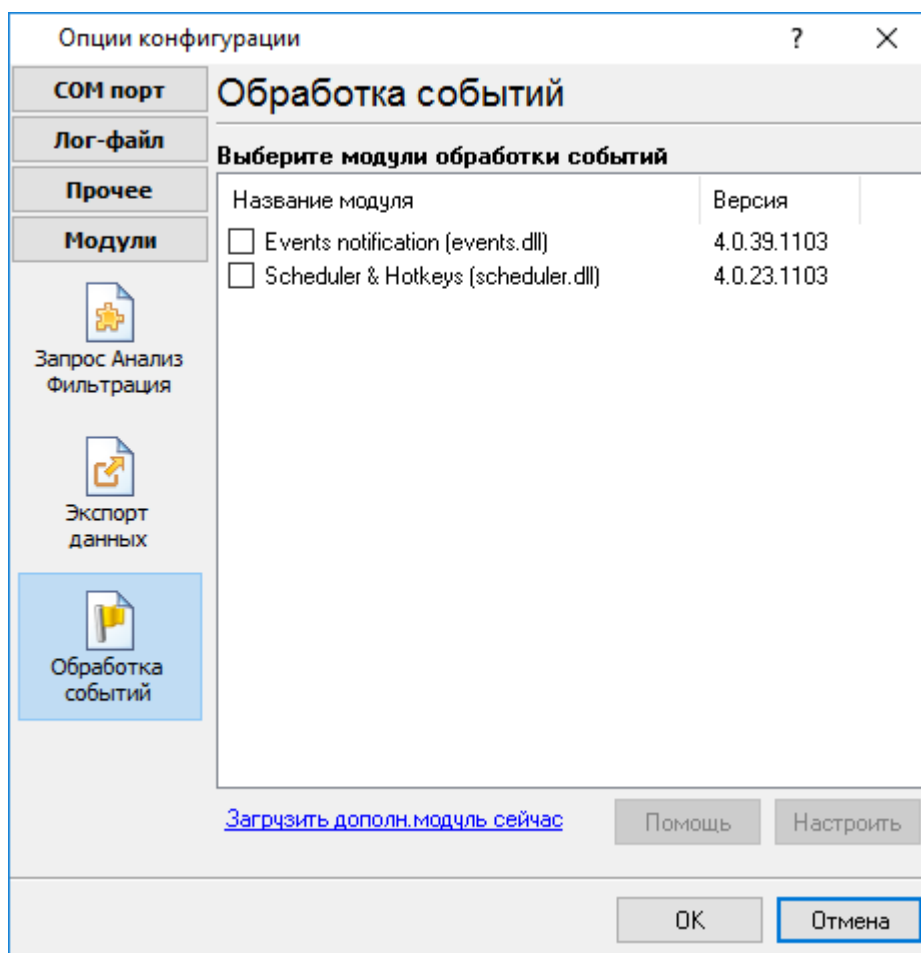 Опции конфигурации
?
COM порт
Лог-файл
Прочее
Модули
Запрос Анализ
Фильтрация
Экспорт
данных
Обработка
событий
Обработка событий
Выберите модули обработки событий
Название модуля Версия
Events notification (events.dll) 4.0.39.1103
Scheduler & Hotkeys (scheduler.dll) 4.0.23.1103
Загрузить дополн.модуль сейчас
Помощь
Настроить
OK
Отмена